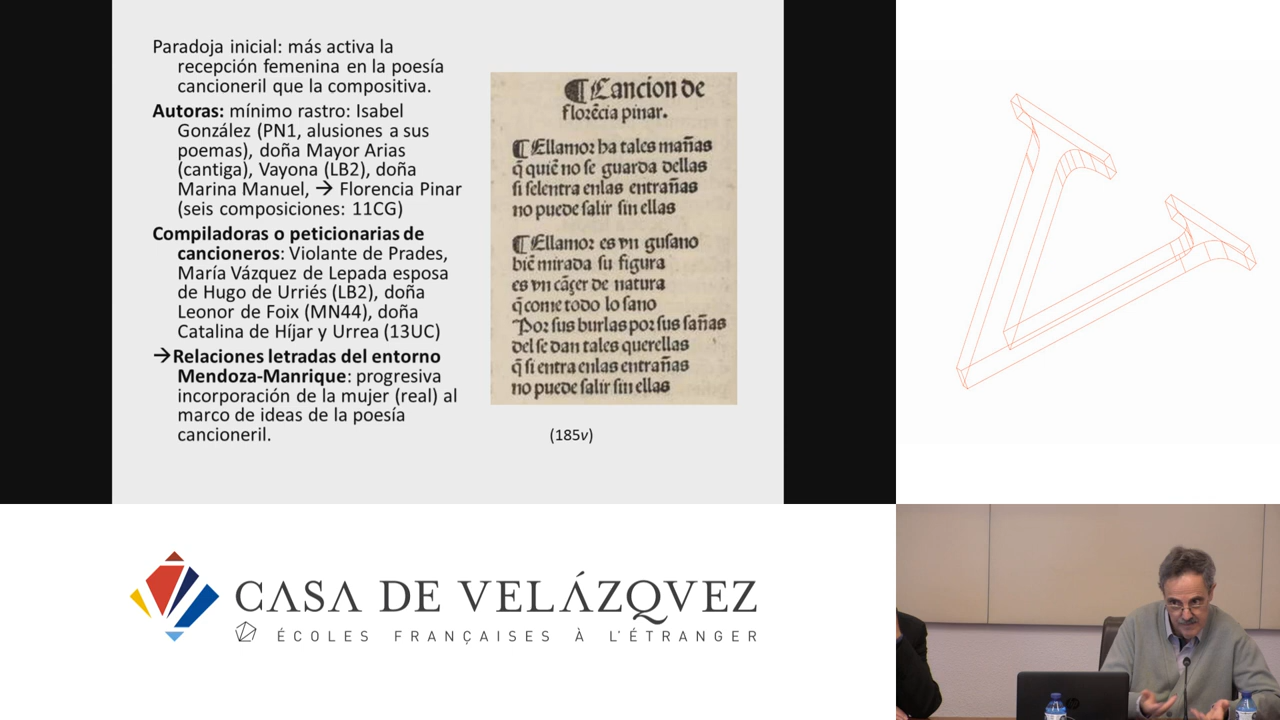 Paradoja inicial: más activa la
recepción femenina en la poesía
cancioneril que la compositiva.
Autoras: mínimo rastro: Isabel
González (PN1, alusiones a sus
poemas), doña Mayor Arias
(cantiga), Vayona (LB2), doña
Marina Manuel, → Florencia Pinar
(seis composiciones: 11CG)
Compiladoras o peticionarias de
cancioneros: Violante de Prades,
María Vázquez de Lepada esposa
de Hugo de Urriés (LB2), doña
Leonor de Foix (MN44), doña
Catalina de Híjar y Urrea (13UC)
→Relaciones letradas del entorno
Mendoza-Manrique: progresiva
incorporación de la mujer (real) al
marco de ideas de la poesía
cancioneril.
¶Cancion de
florẽcia pinar.
¶Ellamor ha tales mañas
q̃ quiẽ no se guarda dellas
si selentra enlas entrañas
no puede salir sin ellas
¶Ellamor es vn gusano
biẽ mirada su figura
es vn cãçer de natura
q̃ come todo lo sano
Por sus burlas por sus sañas
del se dan tales querellas
q̃ si entra enlas entrañas
no puede salir sin ellas
(185v)
CASA DE VELÁZQVEZ
ÉCOLES FRANÇAISES À L'ÉTRANGER